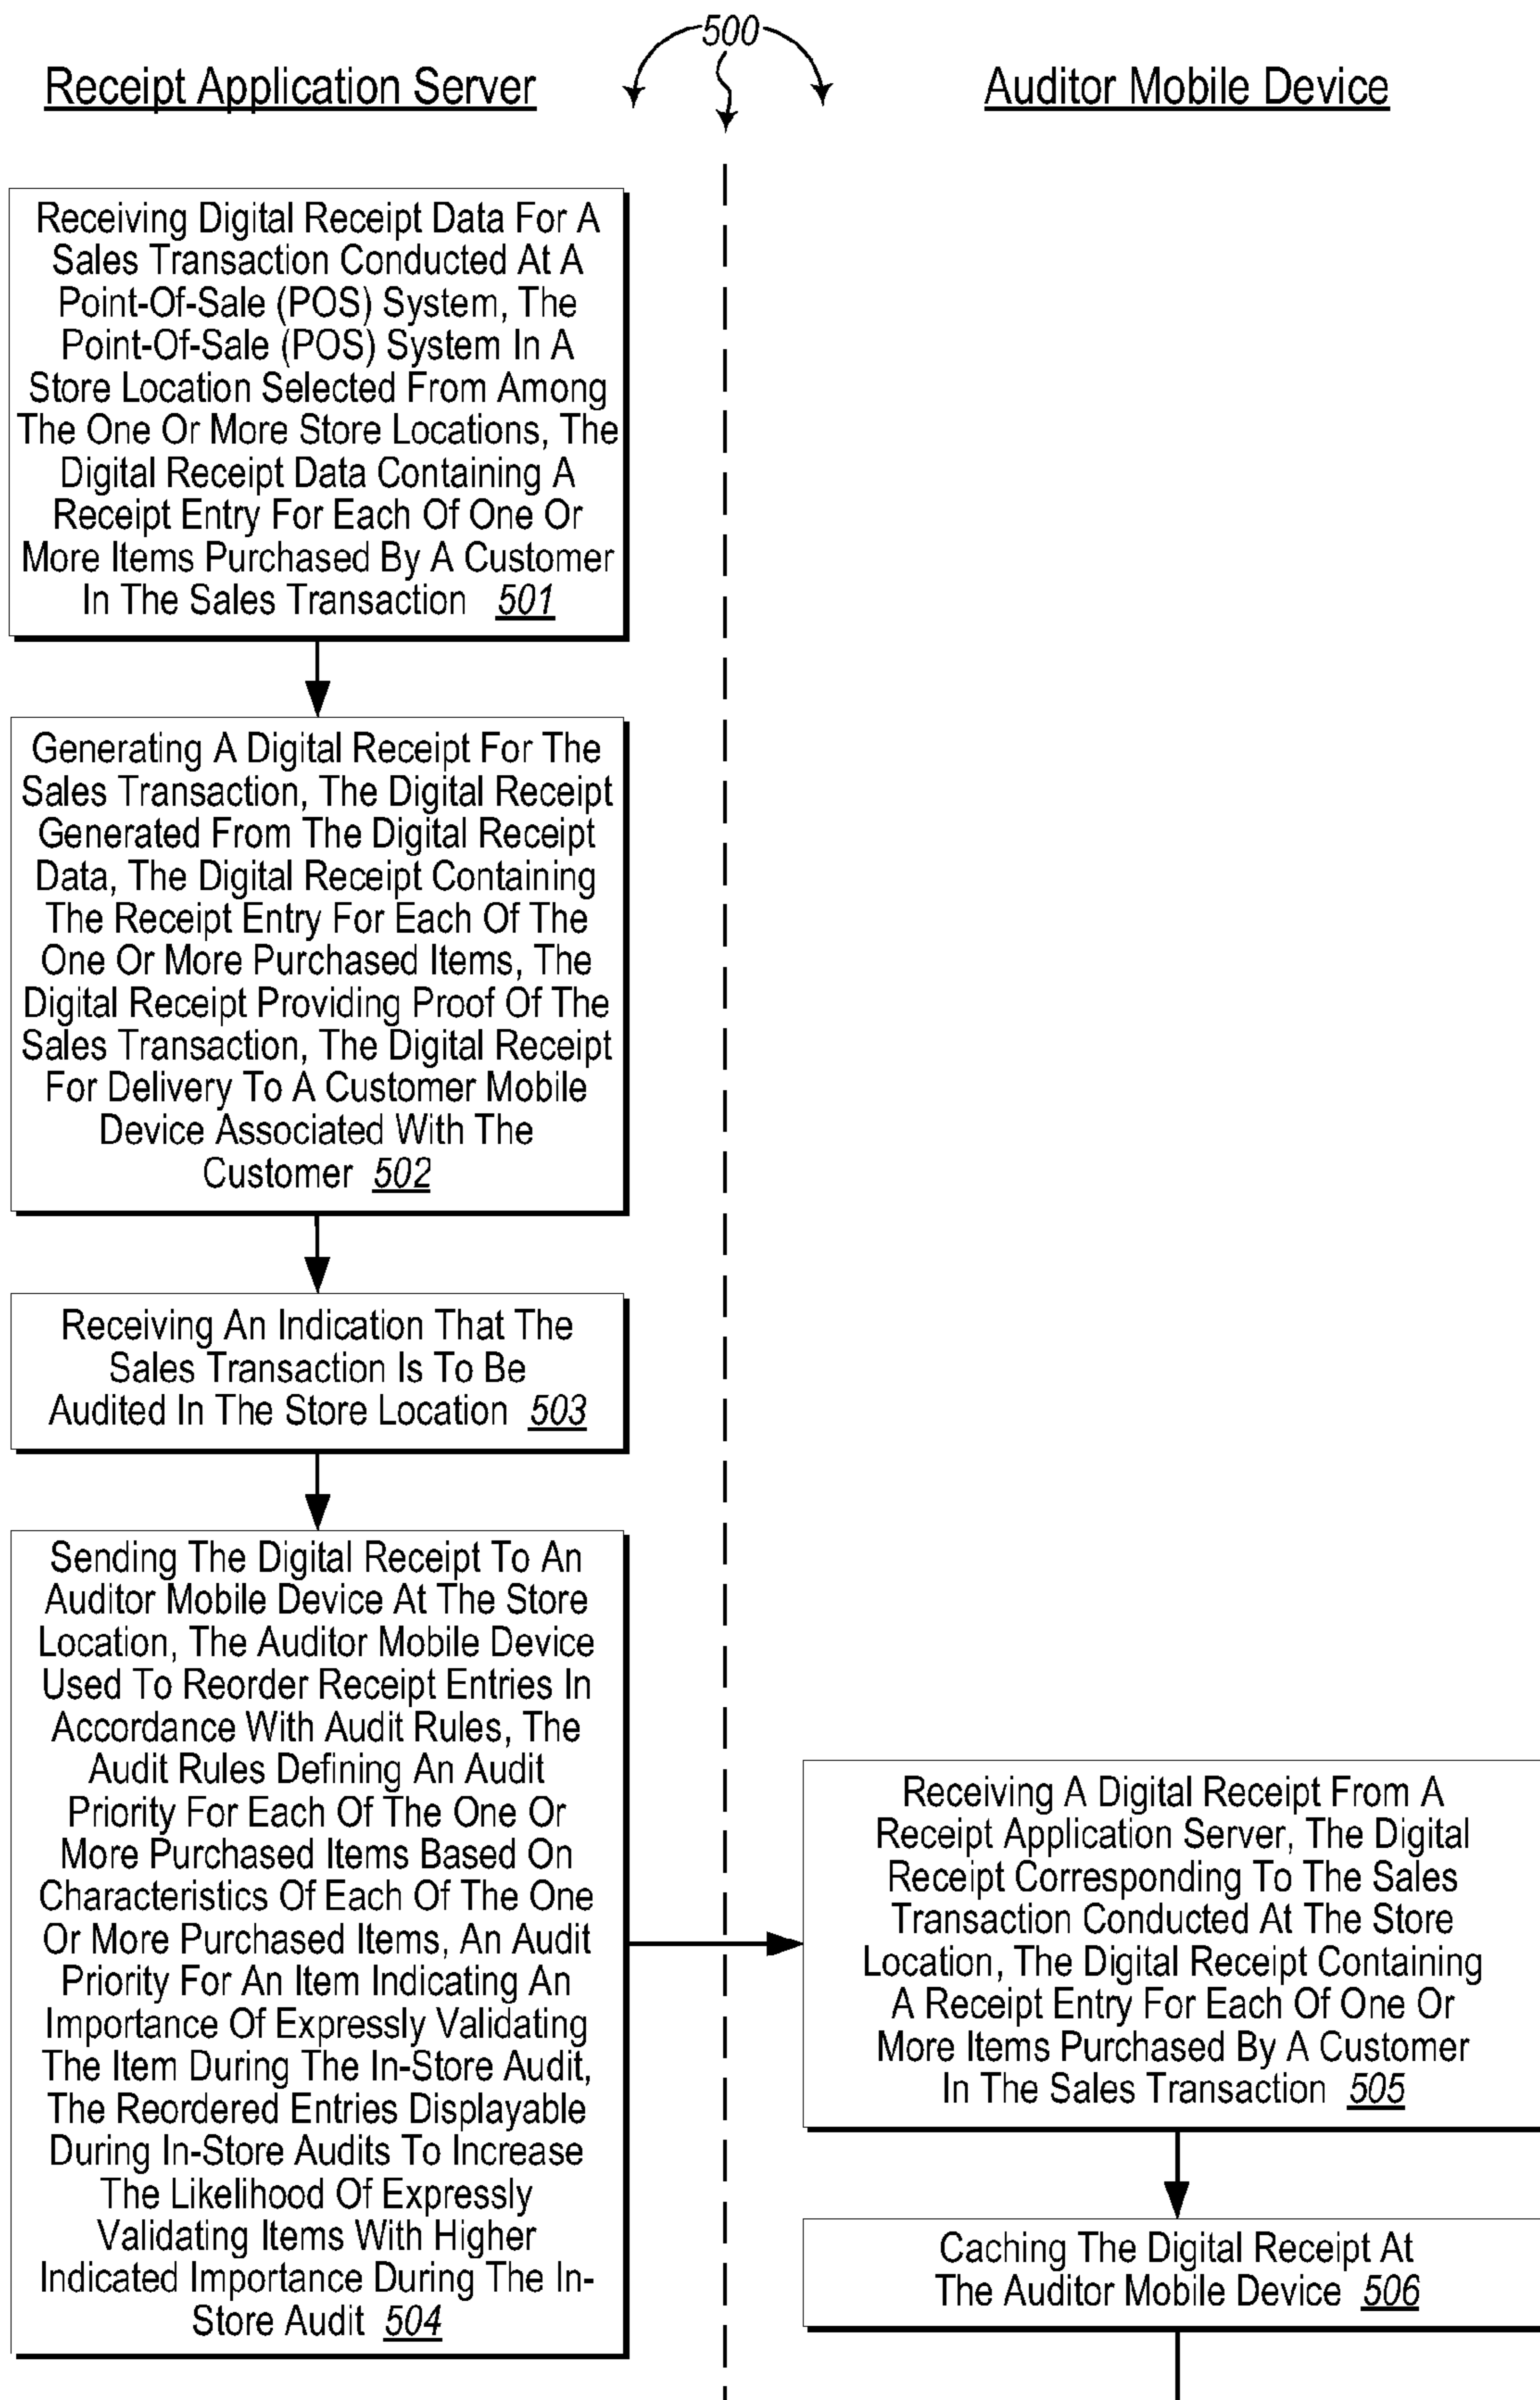 500
Receipt Application Server
Auditor Mobile Device
Receiving Digital Receipt Data For A
Sales Transaction Conducted At A
Point-Of-Sale (POS) System, The
Point-Of-Sale (POS) System In A
Store Location Selected From Among
The One Or More Store Locations, The
Digital Receipt Data Containing A
Receipt Entry For Each Of One Or
More Items Purchased By A Customer
In The Sales Transaction 501
Generating A Digital Receipt For The
Sales Transaction, The Digital Receipt
Generated From The Digital Receipt
Data, The Digital Receipt Containing
The Receipt Entry For Each Of The
One Or More Purchased Items, The
Digital Receipt Providing Proof Of The
Sales Transaction, The Digital Receipt
For Delivery To A Customer Mobile
Device Associated With The
Customer 502
Receiving An Indication That The
Sales Transaction Is To Be
Audited In The Store Location 503
Sending The Digital Receipt To An
Auditor Mobile Device At The Store
Location, The Auditor Mobile Device
Used To Reorder Receipt Entries In
Accordance With Audit Rules, The
Audit Rules Defining An Audit
Priority For Each Of The One Or
More Purchased Items Based On
Characteristics Of Each Of The One
Or More Purchased Items, An Audit
Priority For An Item Indicating An
Importance Of Expressly Validating
The Item During The In-Store Audit,
The Reordered Entries Displayable
During In-Store Audits To Increase
The Likelihood Of Expressly
Validating Items With Higher
Indicated Importance During The In-
Store Audit 504
Receiving A Digital Receipt From A
Receipt Application Server, The Digital
Receipt Corresponding To The Sales
Transaction Conducted At The Store
Location, The Digital Receipt Containing
A Receipt Entry For Each Of One Or
More Items Purchased By A Customer
In The Sales Transaction 505
Caching The Digital Receipt At
The Auditor Mobile Device 506